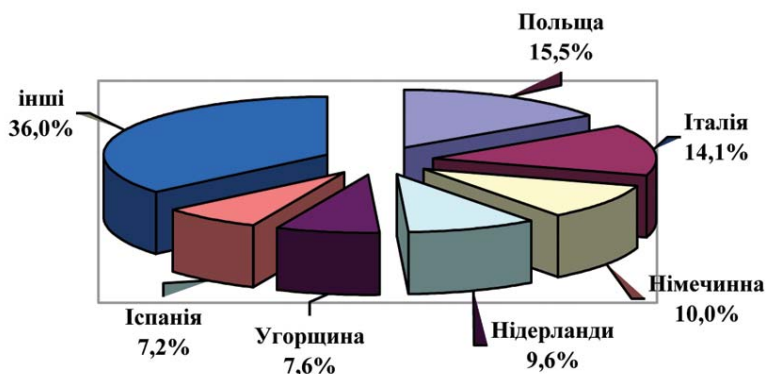 Польща
15,5%
Італія
14,1%
Німечинна
10,0%
Нідерланди
9,6%
Угорщина
7,6%
Іспанія
7,2%
інші
36,0%